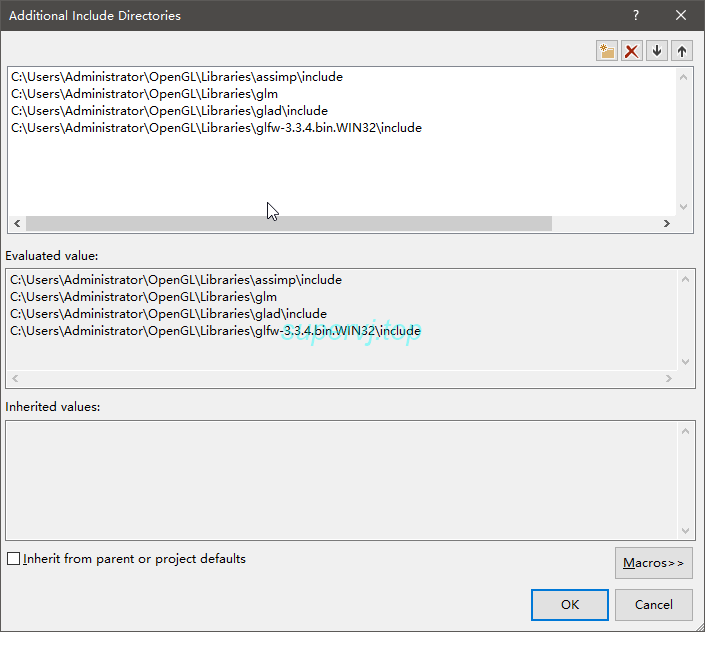 Additional Include Directories
C:\Users\Administrator\OpenGL\Libraries\assimp\include
C:\Users\Administrator\OpenGL\Libraries\glm
C:\Users\Administrator\OpenGL\Libraries\glad\include
C:\Users\Administrator\OpenGL\Libraries\glfw-3.3.4.bin.WIN32\include
Evaluated value:
C:\Users\Administrator\OpenGL\Libraries\assimp\include
C:\Users\Administrator\OpenGL\Libraries\glm
C:\Users\Administrator\OpenGL\Libraries\glad\include
C:\Users\Administrator\OpenGL\Libraries\glfw-3.3.4.bin.WIN32\include
supervj.top
Inherited values:
Inherit from parent or project defaults
Macros>>
OK Cancel